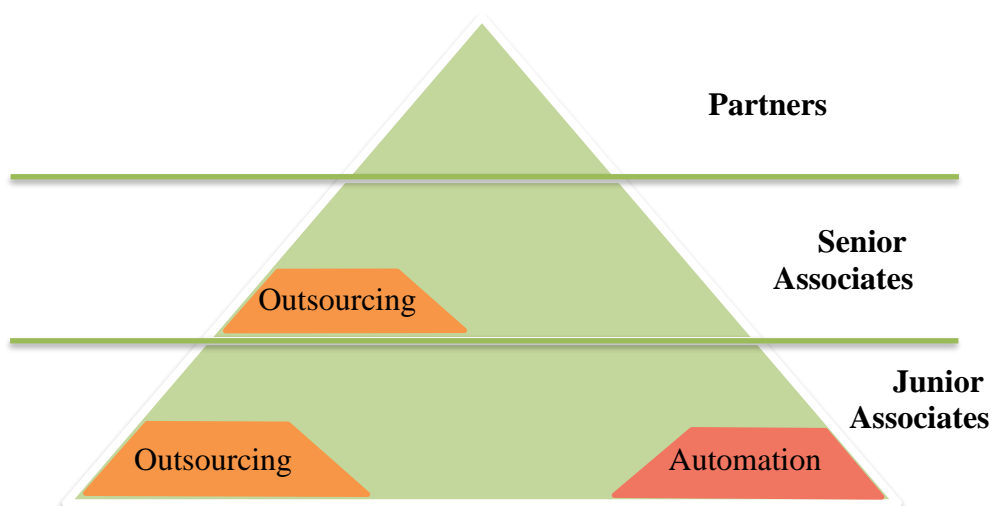 Partners
Senior
Associates
Outsourcing
Junior
Associates
Outsourcing
Automation